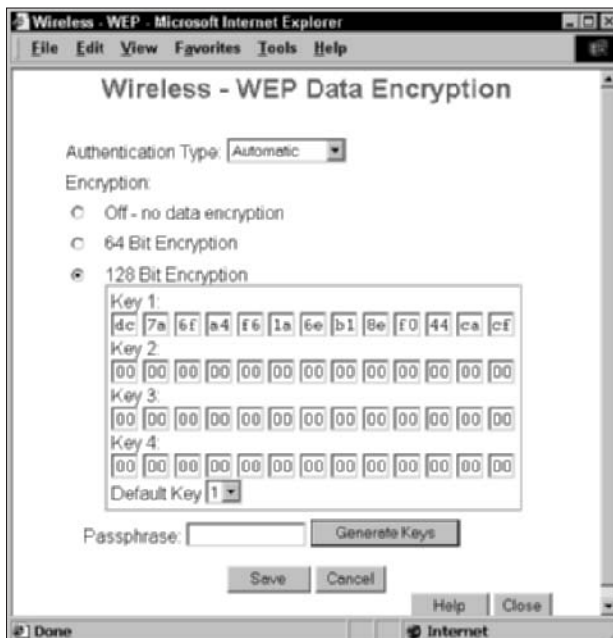 Wireless - WEP - Microsoft Internet Explorer
File Edit View Favorites Tools Help
Wireless - WEP Data Encryption
Authentication Type: Automatic
Encryption:
Off - no data encryption
64 Bit Encryption
128 Bit Encryption
Key 1:
dc 7a 6f a4 f6 1a 6e b1 8e f0 44 ca cf
Key 2:
00 00 00 00 00 00 00 00 00 00 00 00 00
Key 3:
00 00 00 00 00 00 00 00 00 00 00 00 00
Key 4:
00 00 00 00 00 00 00 00 00 00 00 00 00
Default Key 1
Passphrase: Generate Keys
Save Cancel
Help Close
Done Internet